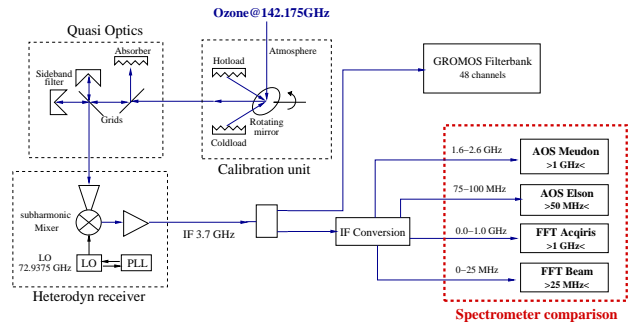 Ozone@142.175GHz
Quasi Optics
Absorber
Sideband
filter
Grids
Atmosphere
Hotload
Rotating
mirror
Coldload
Calibration unit
GROMOS Filterbank
48 channels
1.6−2.6 GHz
AOS Meudon
>1 GHz<
75−100 MHz
AOS Elson
>50 MHz<
0.0−1.0 GHz
FFT Acqiris
>1 GHz<
0−25 MHz
FFT Beam
>25 MHz<
Spectrometer comparison
subharmonic
Mixer
IF 3.7 GHz
IF Conversion
LO
72.9375 GHz
LO
PLL
Heterodyn receiver